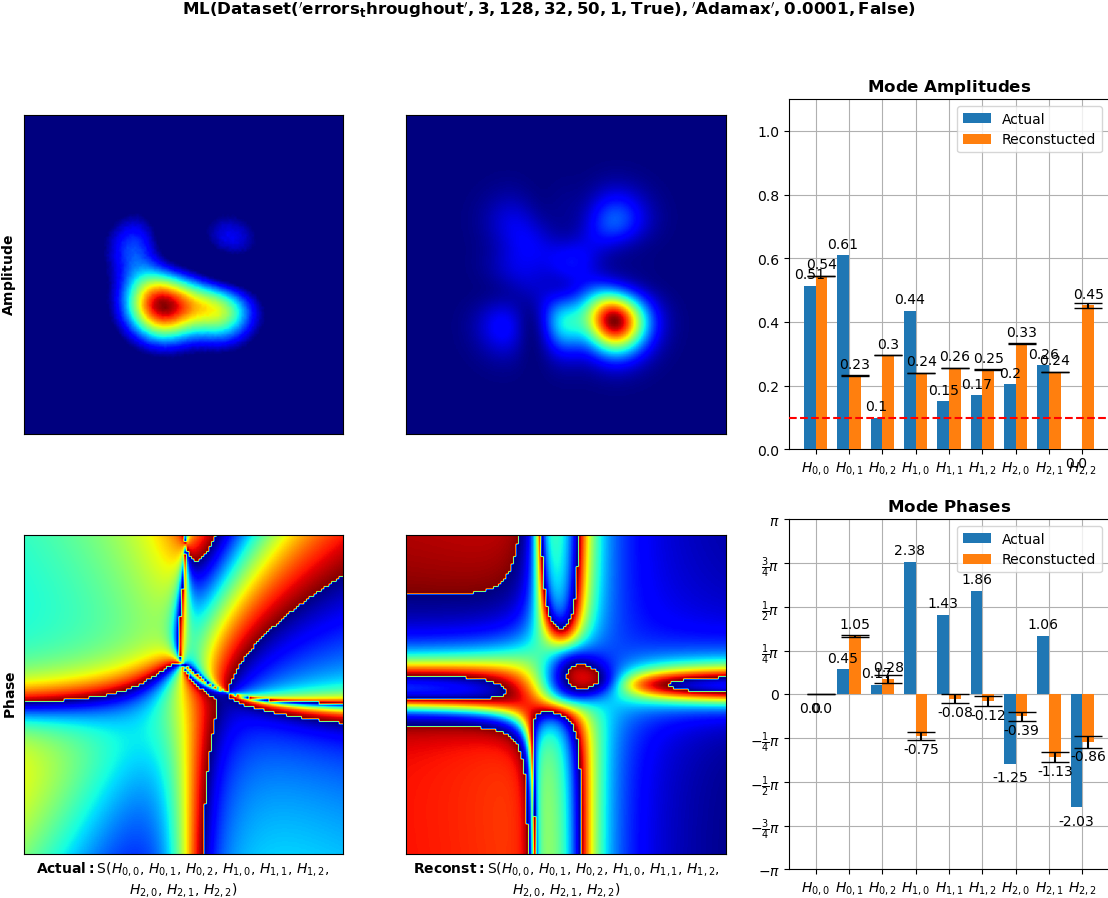 ML(Dataset('errors_throughout', 3, 128, 32, 50, 1, True), 'Adamax', 0.0001, False)
Amplitude
Mode Amplitudes
Actual
Reconstucted
1.0
0.8
0.6
0.4
0.2
0.0
0.51
0.54
0.61
0.23
0.1
0.3
0.44
0.24
0.15
0.26
0.17
0.25
0.2
0.33
0.26
0.24
0.0
0.45
H0,0 H0,1 H0,2 H1,0 H1,1 H1,2 H2,0 H2,1 H2,2
Phase
Actual: S(H0,0, H0,1, H0,2, H1,0, H1,1, H1,2,
H2,0, H2,1, H2,2)
Reconst: S(H0,0, H0,1, H0,2, H1,0, H1,1, H1,2,
H2,0, H2,1, H2,2)
Mode Phases
Actual
Reconstucted
π
3/4π
1/2π
1/4π
0
−1/4π
−1/2π
−3/4π
−π
0.0
0.0
0.45
1.05
0.28
2.38
-0.75
1.43
-0.08
1.86
-0.12
-1.25
-0.39
1.06
-1.13
-2.03
-0.86
H0,0 H0,1 H0,2 H1,0 H1,1 H1,2 H2,0 H2,1 H2,2